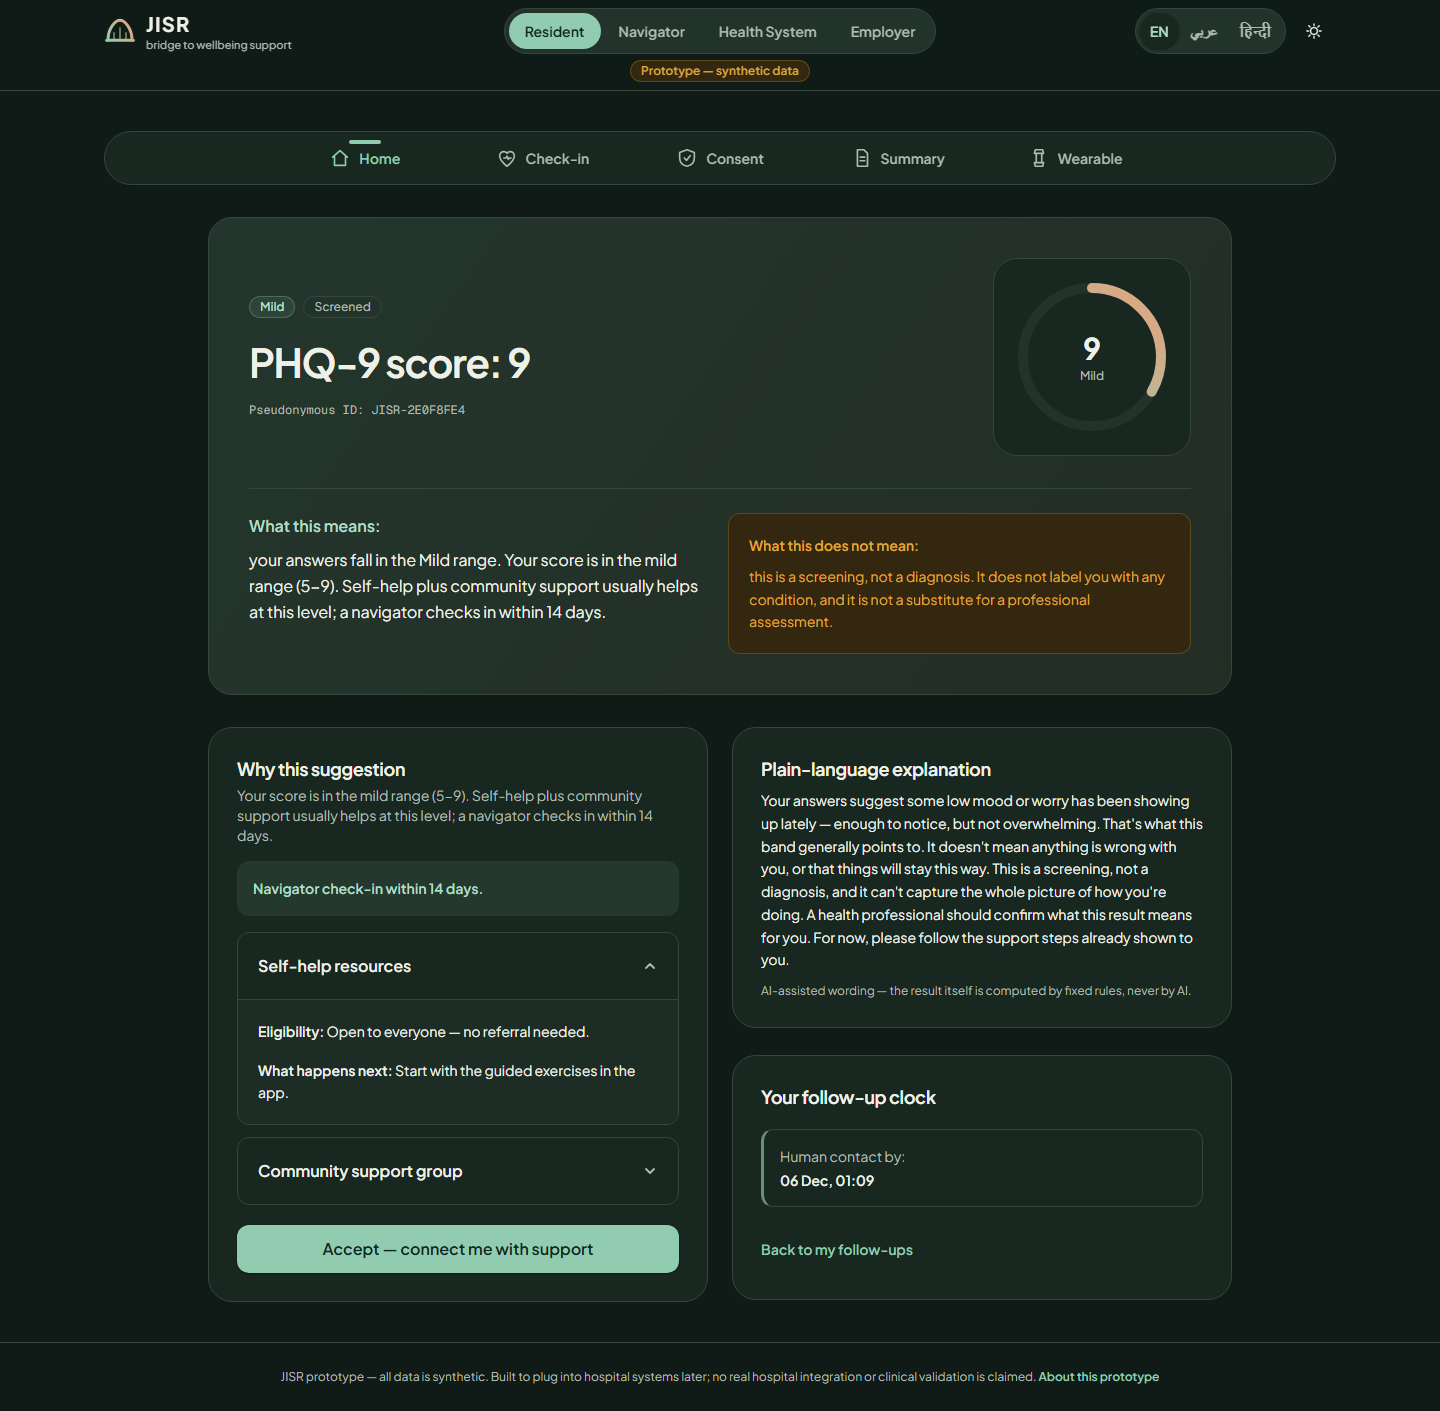 JISR
bridge to wellbeing support
Resident
Navigator
Health System
Employer
EN
عربي
हिन्दी
Prototype — synthetic data
Home
Check-in
Consent
Summary
Wearable
Mild
Screened
PHQ-9 score: 9
Pseudonymous ID: JISR-2E0F8FE4
9
Mild
What this means:
your answers fall in the Mild range. Your score is in the mild
range (5–9). Self-help plus community support usually helps
at this level; a navigator checks in within 14 days.
What this does not mean:
this is a screening, not a diagnosis. It does not label you with any
condition, and it is not a substitute for a professional
assessment.
Why this suggestion
Your score is in the mild range (5–9). Self-help plus community
support usually helps at this level; a navigator checks in within 14
days.
Navigator check-in within 14 days.
Self-help resources
Eligibility: Open to everyone — no referral needed.
What happens next: Start with the guided exercises in the
app.
Community support group
Accept — connect me with support
Plain-language explanation
Your answers suggest some low mood or worry has been showing
up lately — enough to notice, but not overwhelming. That's what this
band generally points to. It doesn't mean anything is wrong with
you, or that things will stay this way. This is a screening, not a
diagnosis, and it can't capture the whole picture of how you're
doing. A health professional should confirm what this result means
for you. For now, please follow the support steps already shown to
you.
AI-assisted wording — the result itself is computed by fixed rules, never by AI.
Your follow-up clock
Human contact by:
06 Dec, 01:09
Back to my follow-ups
JISR prototype — all data is synthetic. Built to plug into hospital systems later; no real hospital integration or clinical validation is claimed. About this prototype